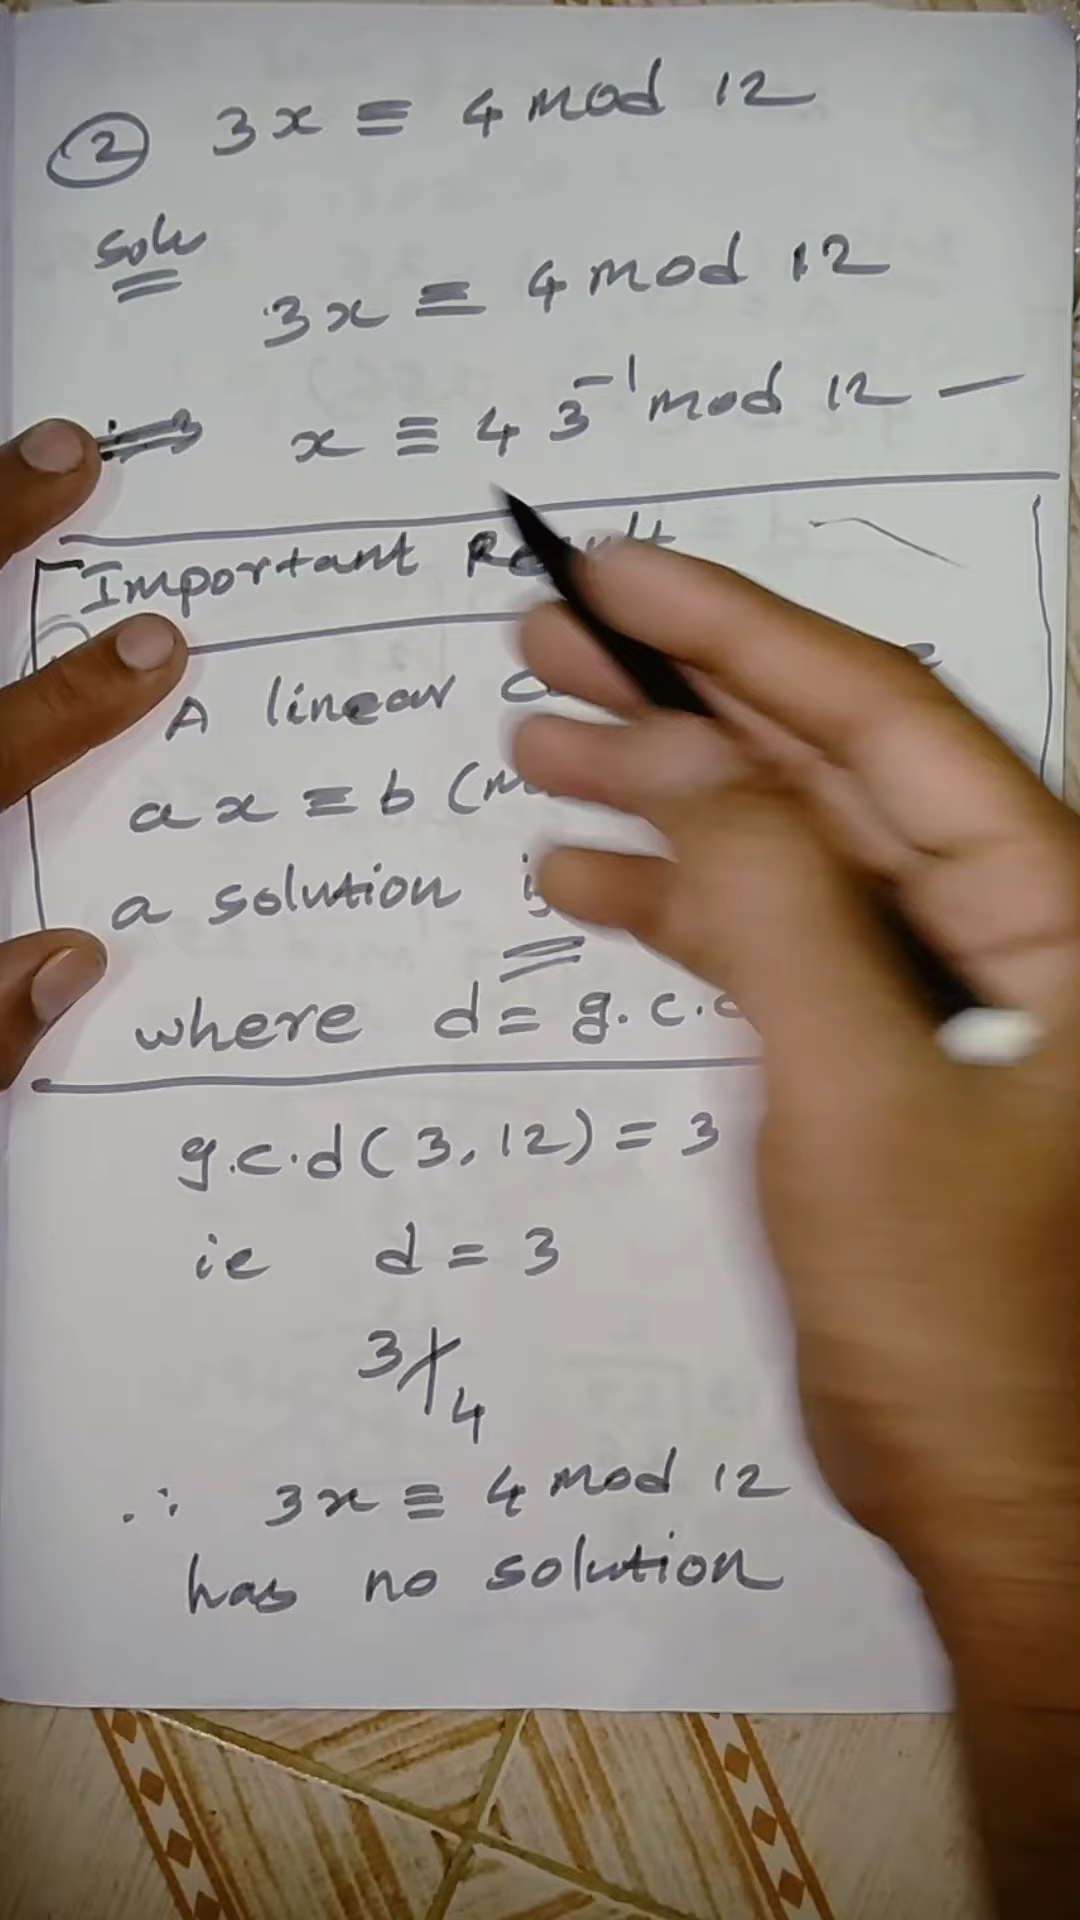 ② 3x ≡ 4 mod 12
Soln
3x ≡ 4 mod 12
x ≡ 4 3⁻¹ mod 12 —
Important Result
A linear
ax ≡ b (m
a solution
where d = g.c.d
g.c.d (3, 12) = 3
ie d = 3
3 ∤ 4
∴ 3x ≡ 4 mod 12
has no solution